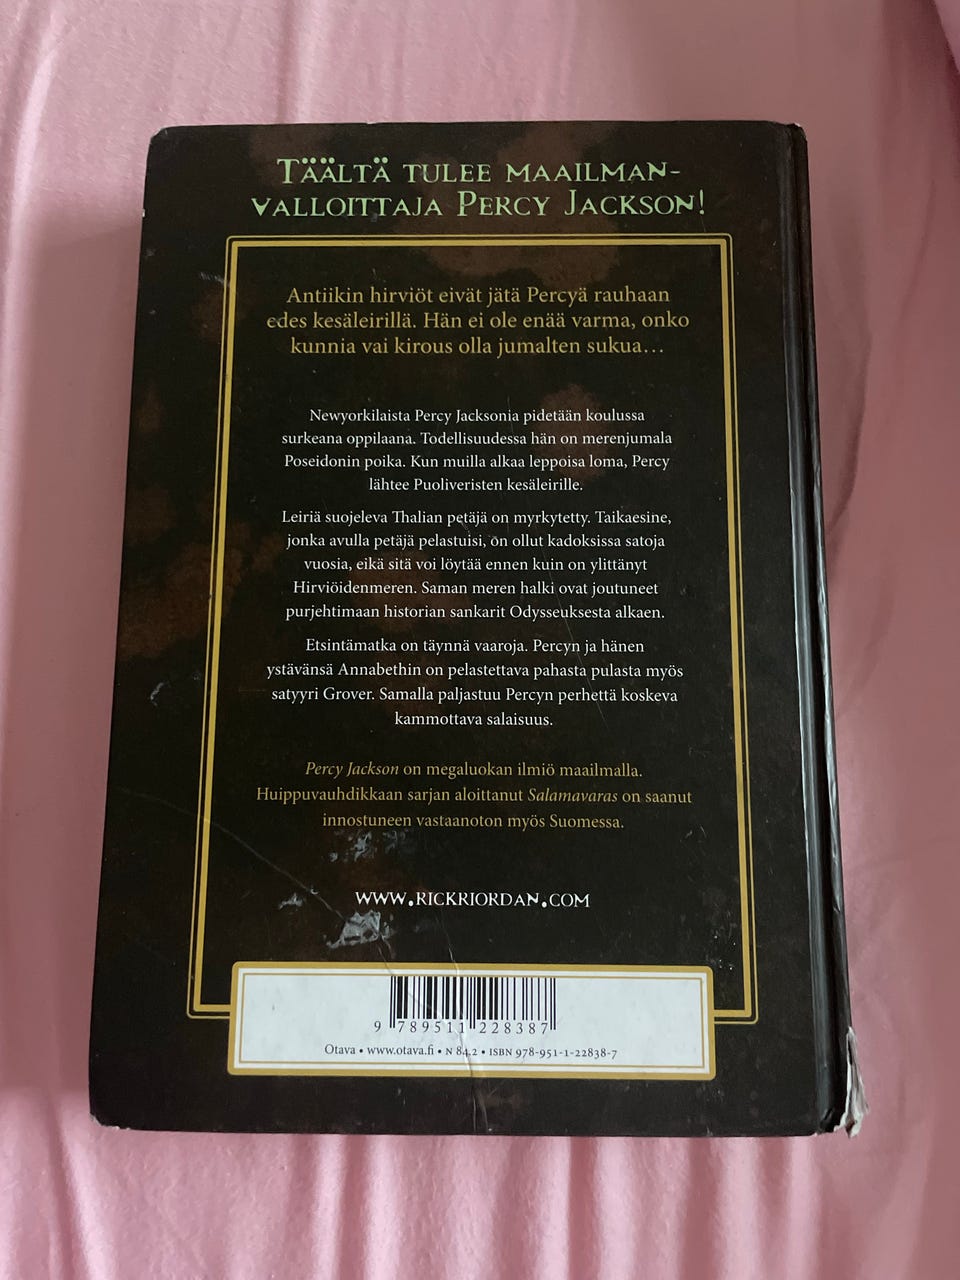 Täältä tulee maailman-
valloittaja Percy Jackson!
Antiikin hirviöt eivät jätä Percyä rauhaan
edes kesäleirillä. Hän ei ole enää varma, onko
kunnia vai kirous olla jumalten sukua...
Newyorkilaista Percy Jacksonia pidetään koulussa
surkeana oppilaana. Todellisuudessa hän on merenjumala
Poseidonin poika. Kun muilla alkaa leppoisa loma, Percy
lähtee Puoliveristen kesäleirille.
Leiriä suojeleva Thalian petäjä on myrkytetty. Taikaesine,
jonka avulla petäjä pelastuisi, on ollut kadoksissa satoja
vuosia, eikä sitä voi löytää ennen kuin on ylittänyt
Hirviöidenmeren. Saman meren halki ovat joutuneet
purjehtimaan historian sankarit Odysseuksesta alkaen.
Etsintämatka on täynnä vaaroja. Percyn ja hänen
ystävänsä Annabethin on pelastettava pahasta pulasta myös
satyyri Grover. Samalla paljastuu Percyn perhettä koskeva
kammottava salaisuus.
Percy Jackson on megaluokan ilmiö maailmalla.
Huippuvauhdikkaan sarjan aloittanut Salamavaras on saanut
innostuneen vastaanoton myös Suomessa.
www.rickriordan.com
9 789511 228387
Otava • www.otava.fi • N 84.2 • ISBN 978-951-1-22838-7